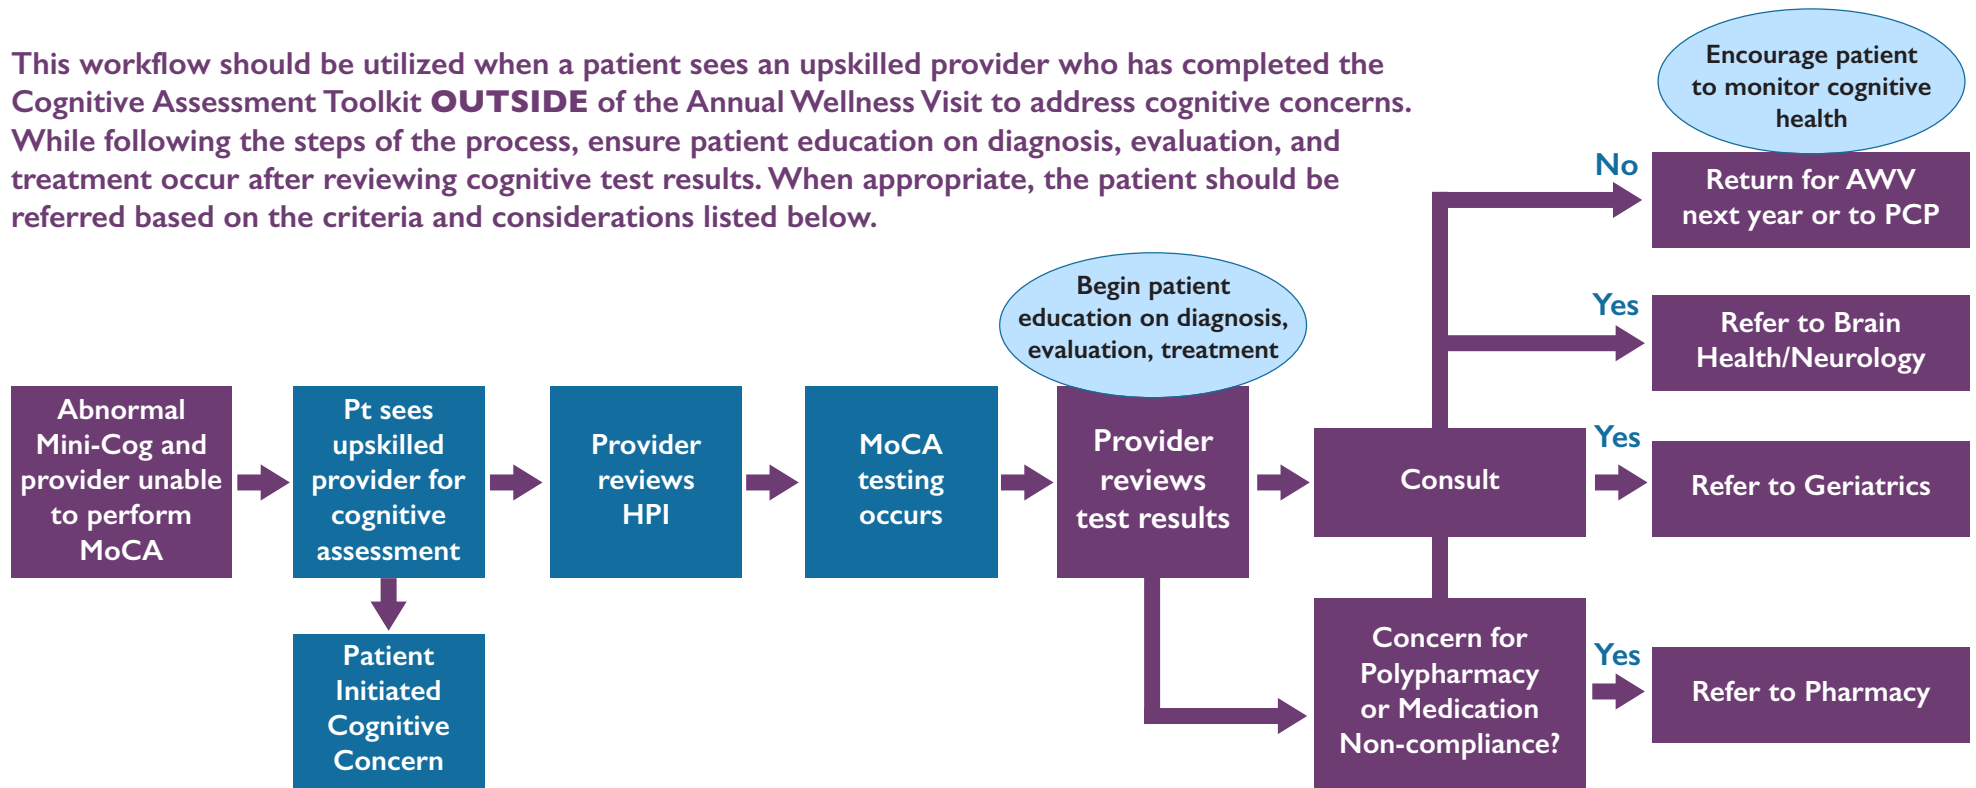 This workflow should be utilized when a patient sees an upskilled provider who has completed the
Cognitive Assessment Toolkit OUTSIDE of the Annual Wellness Visit to address cognitive concerns.
While following the steps of the process, ensure patient education on diagnosis, evaluation, and
treatment occur after reviewing cognitive test results. When appropriate, the patient should be
referred based on the criteria and considerations listed below.
Abnormal
Mini-Cog and
provider unable
to perform
MoCA
Pt sees
upskilled
provider for
cognitive
assessment
Patient
Initiated
Cognitive
Concern
Provider
reviews
HPI
MoCA
testing
occurs
Begin patient
education on diagnosis,
evaluation, treatment
Provider
reviews
test results
Consult
Concern for
Polypharmacy
or Medication
Non-compliance?
Encourage patient
to monitor cognitive
health
No
Return for AWV
next year or to PCP
Yes
Refer to Brain
Health/Neurology
Yes
Refer to Geriatrics
Yes
Refer to Pharmacy